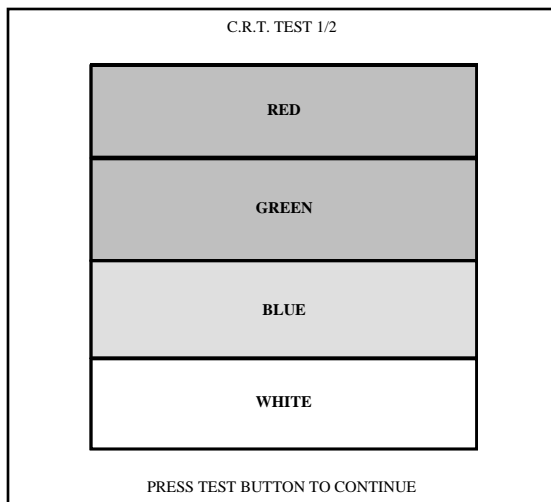 C.R.T. TEST 1/2
RED
GREEN
BLUE
WHITE
PRESS TEST BUTTON TO CONTINUE